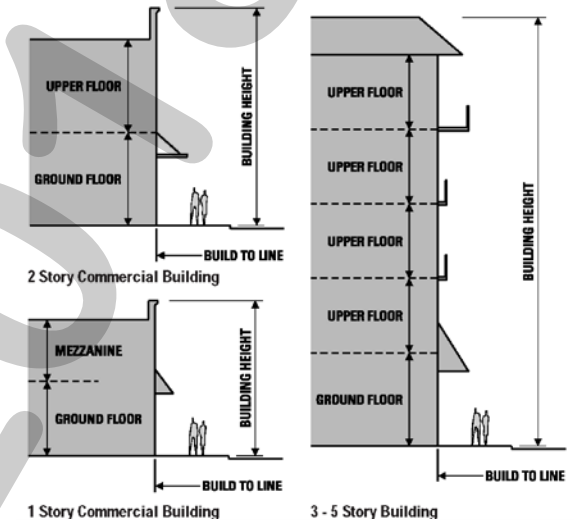 UPPER FLOOR
GROUND FLOOR
BUILDING HEIGHT
BUILD TO LINE
2 Story Commercial Building
MEZZANINE
GROUND FLOOR
BUILDING HEIGHT
BUILD TO LINE
1 Story Commercial Building
UPPER FLOOR
UPPER FLOOR
UPPER FLOOR
UPPER FLOOR
GROUND FLOOR
BUILDING HEIGHT
BUILD TO LINE
3 - 5 Story Building